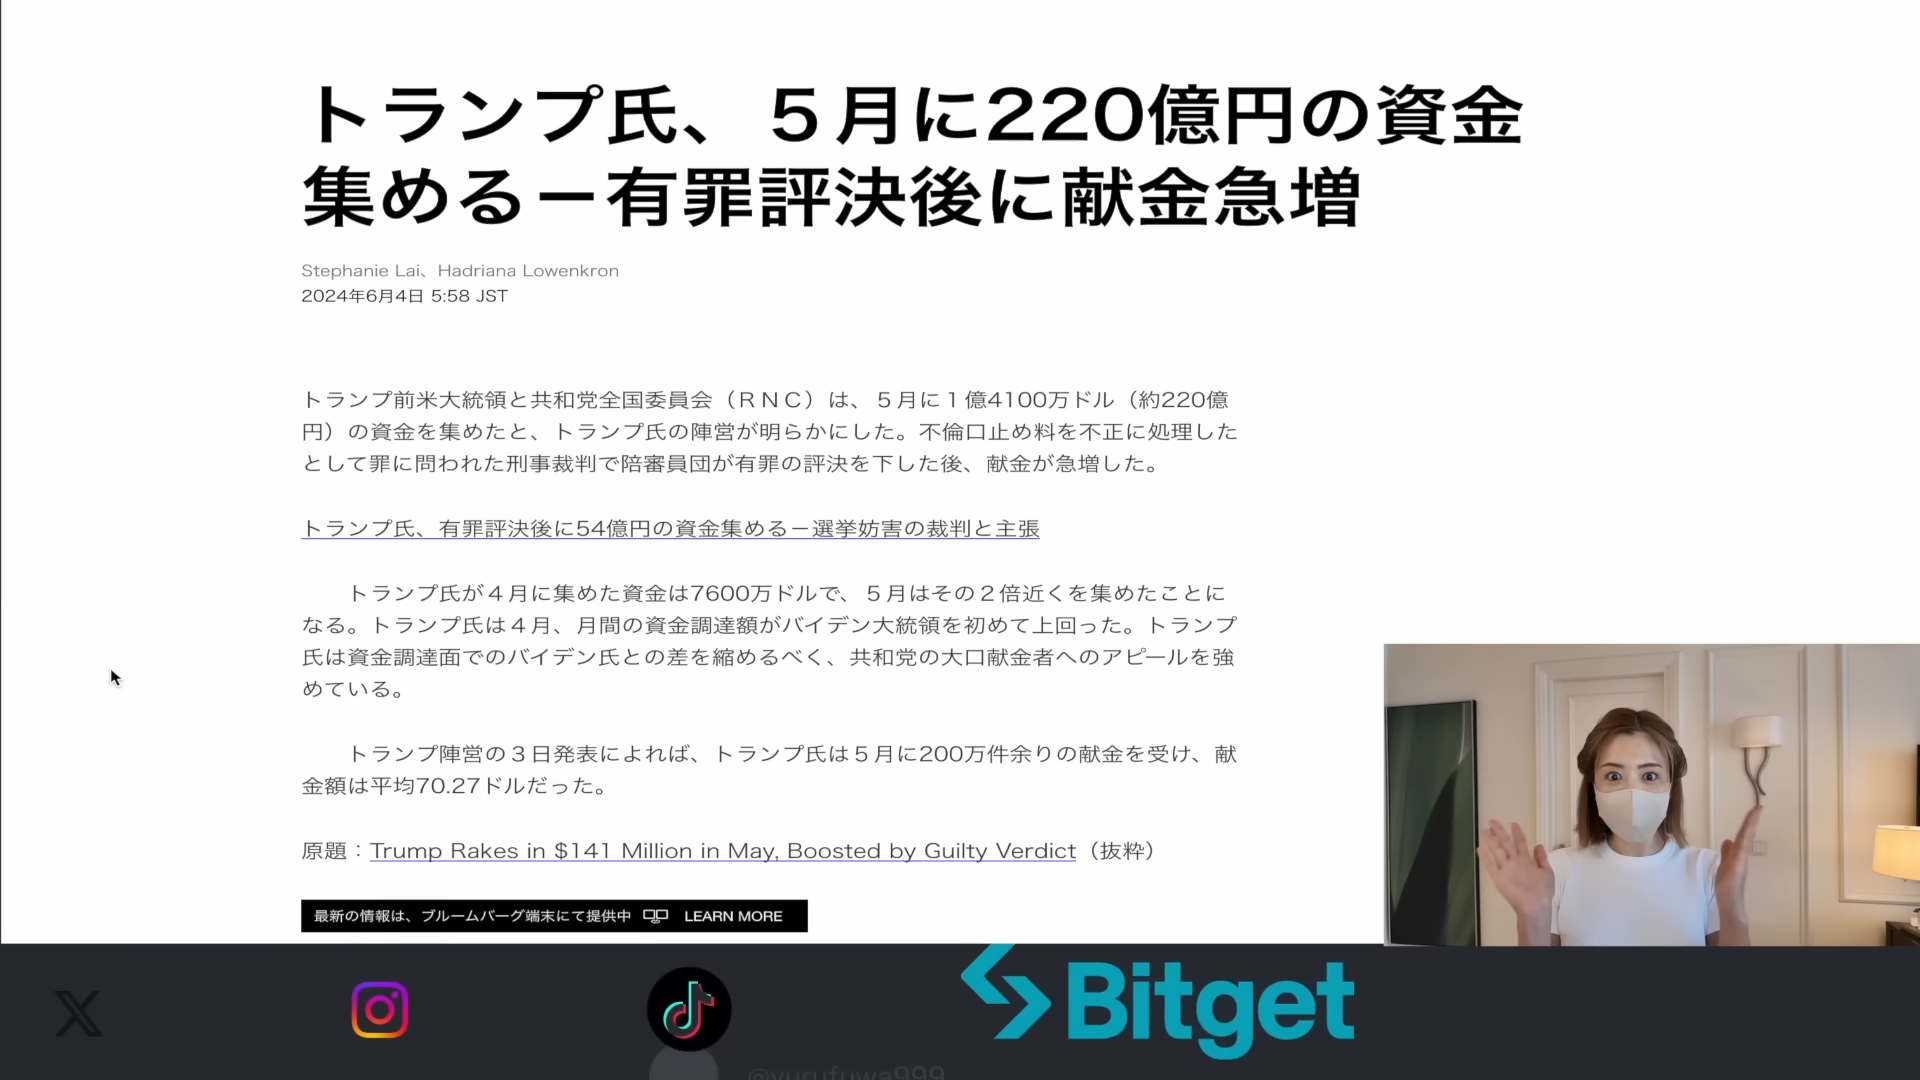 トランプ氏、５月に220億円の資金
集める－有罪評決後に献金急増
Stephanie Lai、Hadriana Lowenkron
2024年6月4日 5:58 JST
トランプ前米大統領と共和党全国委員会（ＲＮＣ）は、５月に１億4100万ドル（約220億
円）の資金を集めたと、トランプ氏の陣営が明らかにした。不倫口止め料を不正に処理した
として罪に問われた刑事裁判で陪審員団が有罪の評決を下した後、献金が急増した。
トランプ氏、有罪評決後に54億円の資金集める－選挙妨害の裁判と主張
トランプ氏が４月に集めた資金は7600万ドルで、５月はその２倍近くを集めたことに
なる。トランプ氏は４月、月間の資金調達額がバイデン大統領を初めて上回った。トランプ
氏は資金調達面でのバイデン氏との差を縮めるべく、共和党の大口献金者へのアピールを強
めている。
トランプ陣営の３日発表によれば、トランプ氏は５月に200万件余りの献金を受け、献
金額は平均70.27ドルだった。
原題：Trump Rakes in $141 Million in May, Boosted by Guilty Verdict（抜粋）
最新の情報は、ブルームバーグ端末にて提供中 LEARN MORE
Bitget
@yurufuwa999